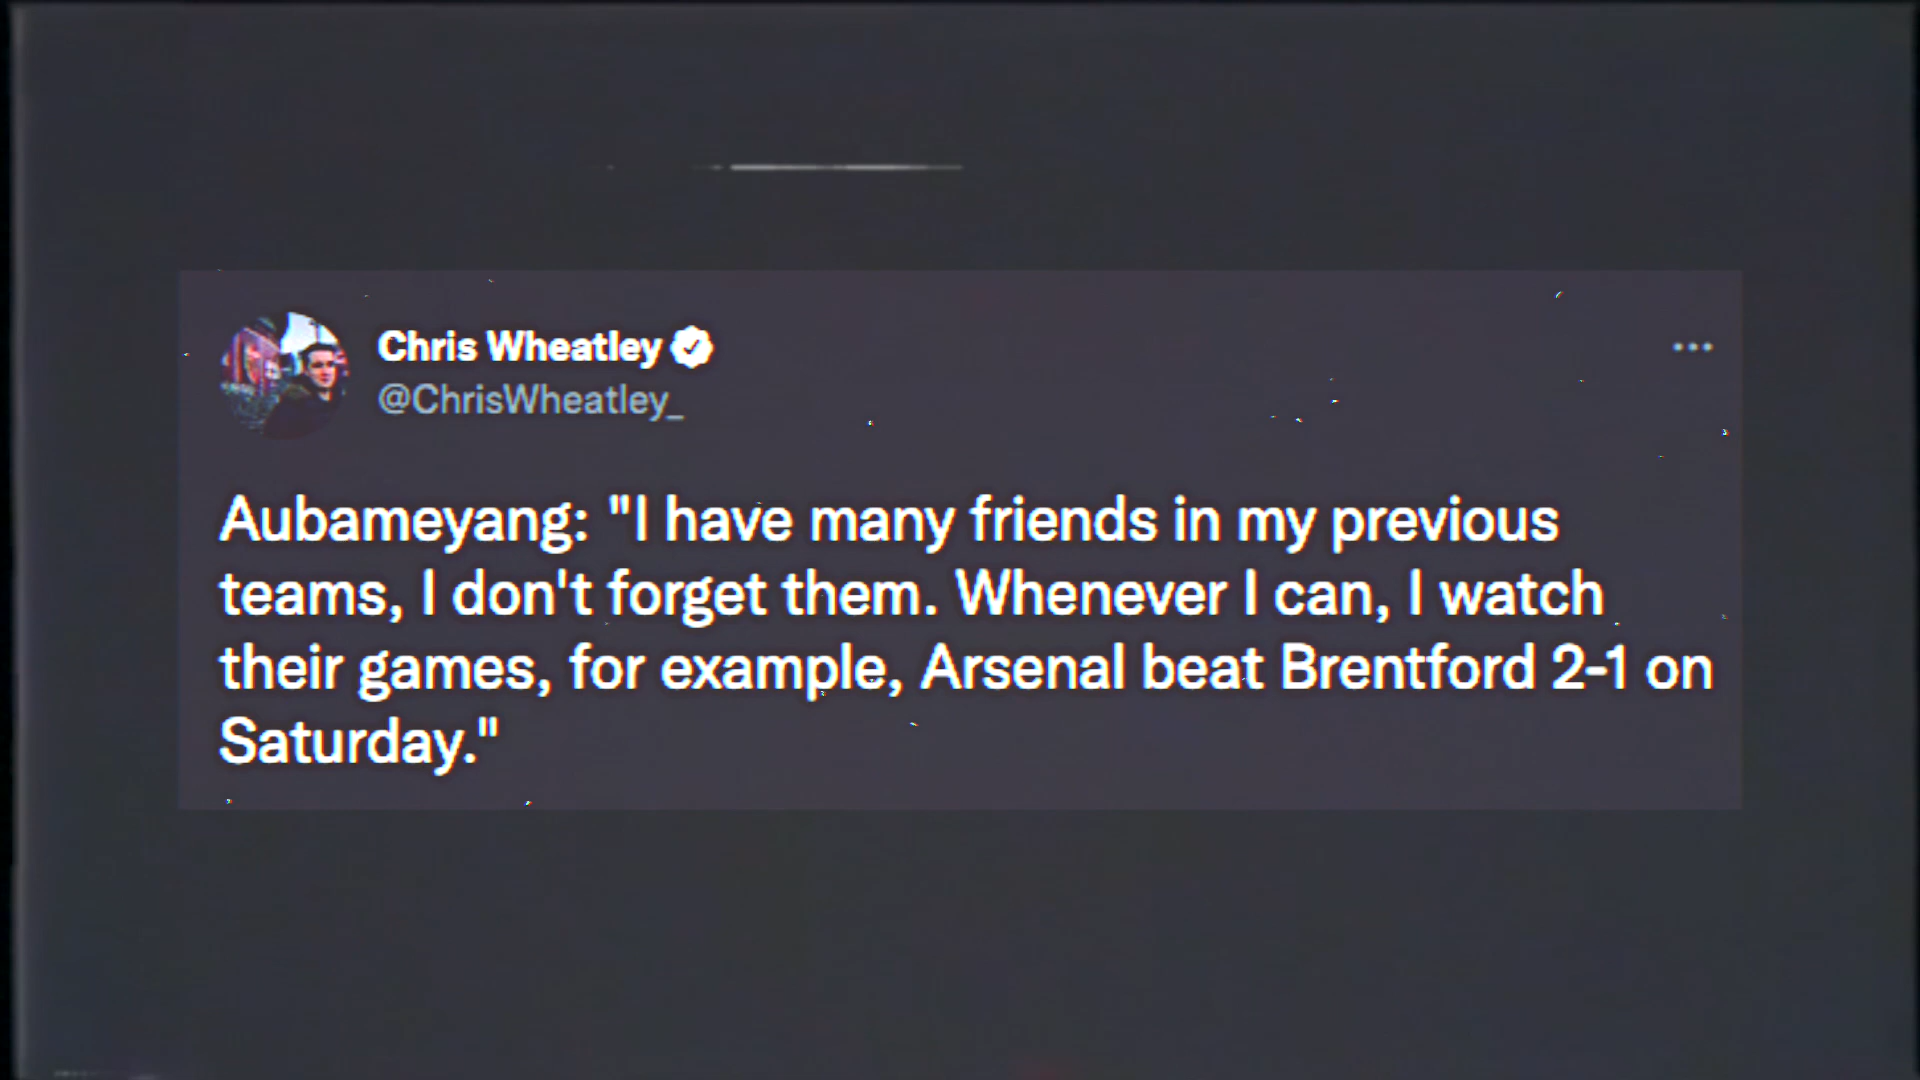 Chris Wheatley
@ChrisWheatley_
Aubameyang: "I have many friends in my previous
teams, I don't forget them. Whenever I can, I watch
their games, for example, Arsenal beat Brentford 2-1 on
Saturday."